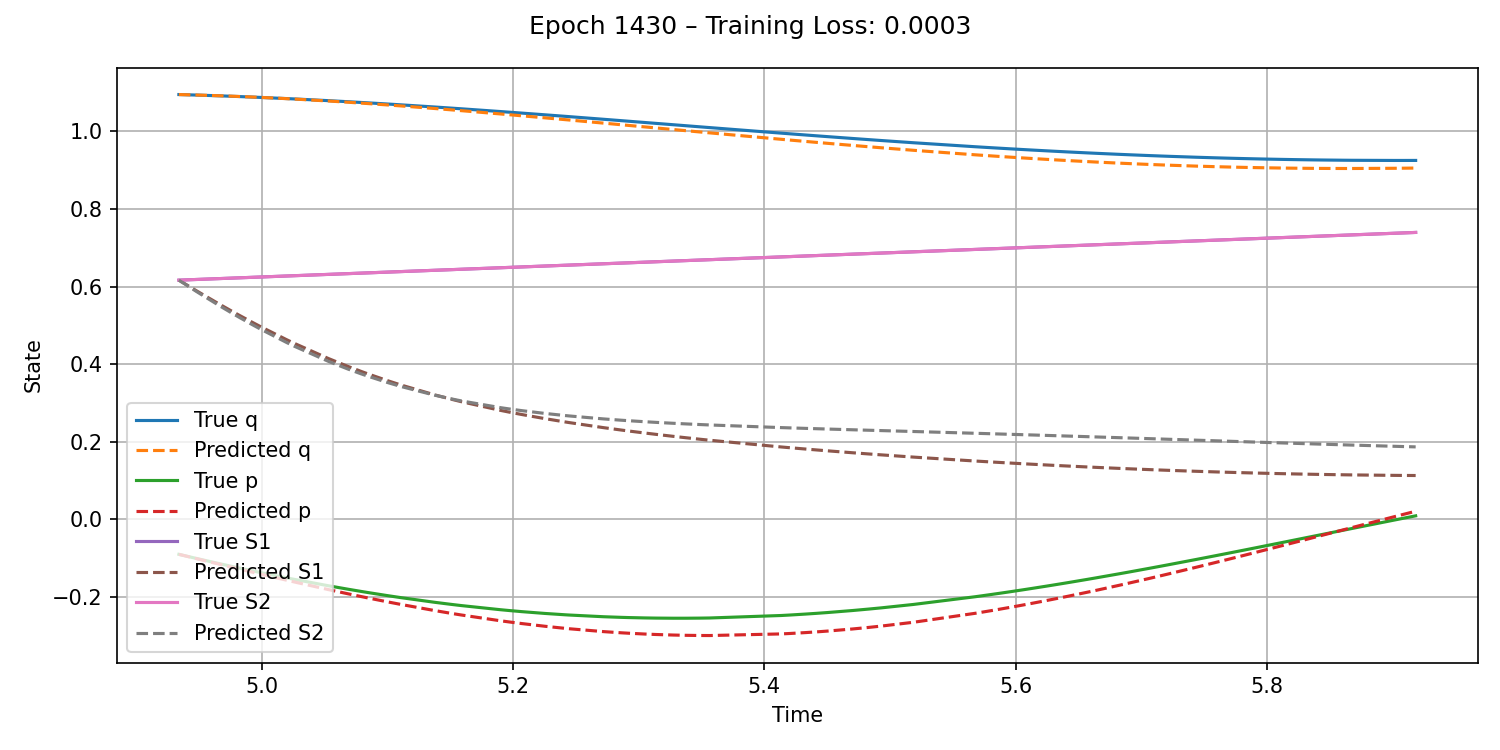 Epoch 1430 – Training Loss: 0.0003
State
1.0
0.8
0.6
0.4
0.2
0.0
−0.2
True q
Predicted q
True p
Predicted p
True S1
Predicted S1
True S2
Predicted S2
5.0 5.2 5.4 5.6 5.8
Time